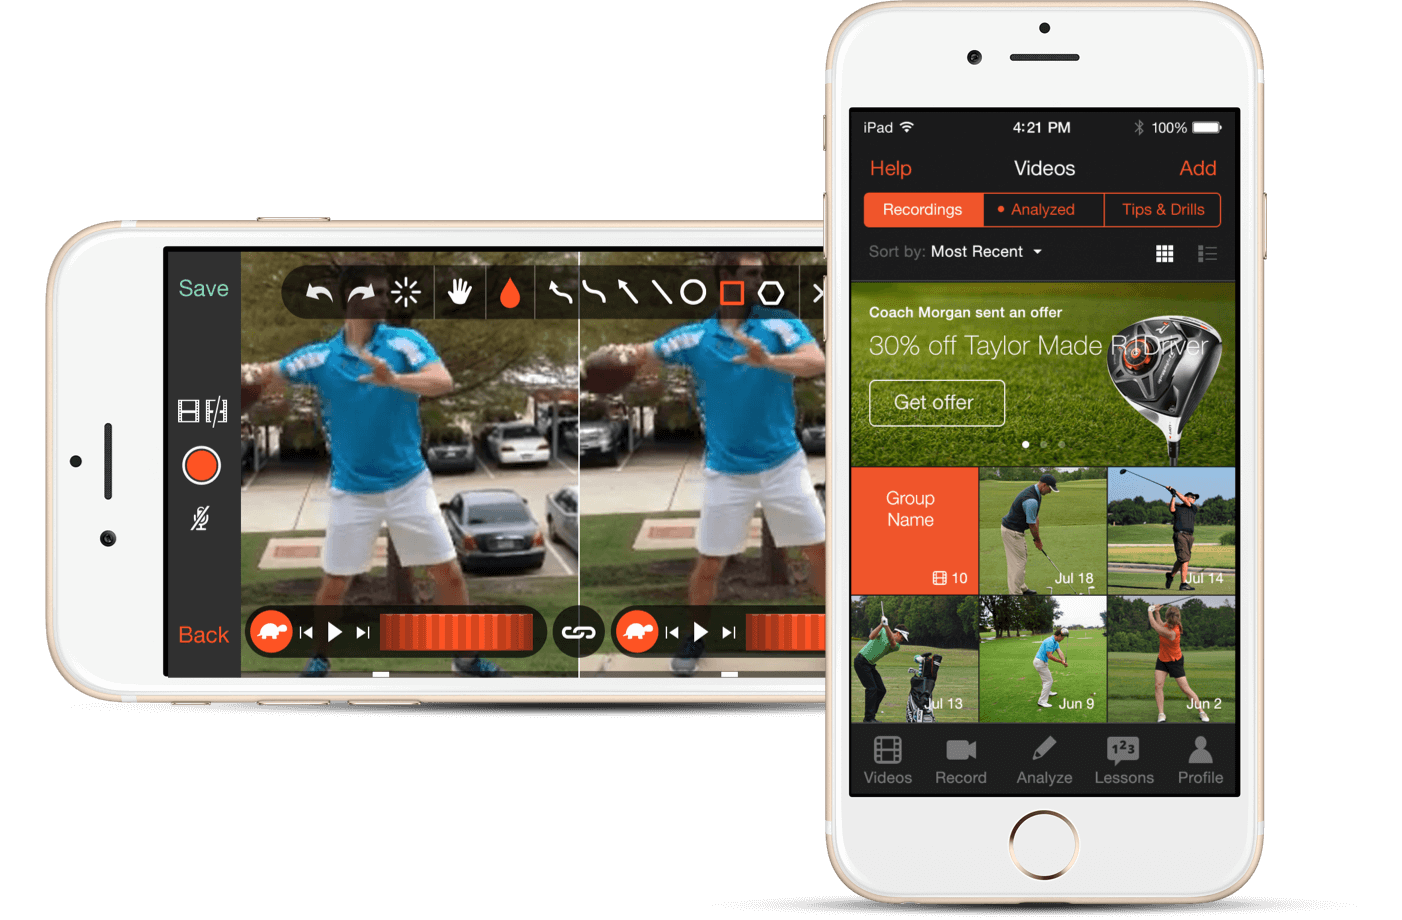 Save
Back
iPad 4:21 PM 100%
Help Videos Add
Recordings Analyzed Tips & Drills
Sort by: Most Recent
Coach Morgan sent an offer
30% off Taylor Made R1Driver
Get offer
Group
Name
10
Jul 18
Jul 14
Jul 13
Jun 9
Jun 2
123
Videos Record Analyze Lessons Profile